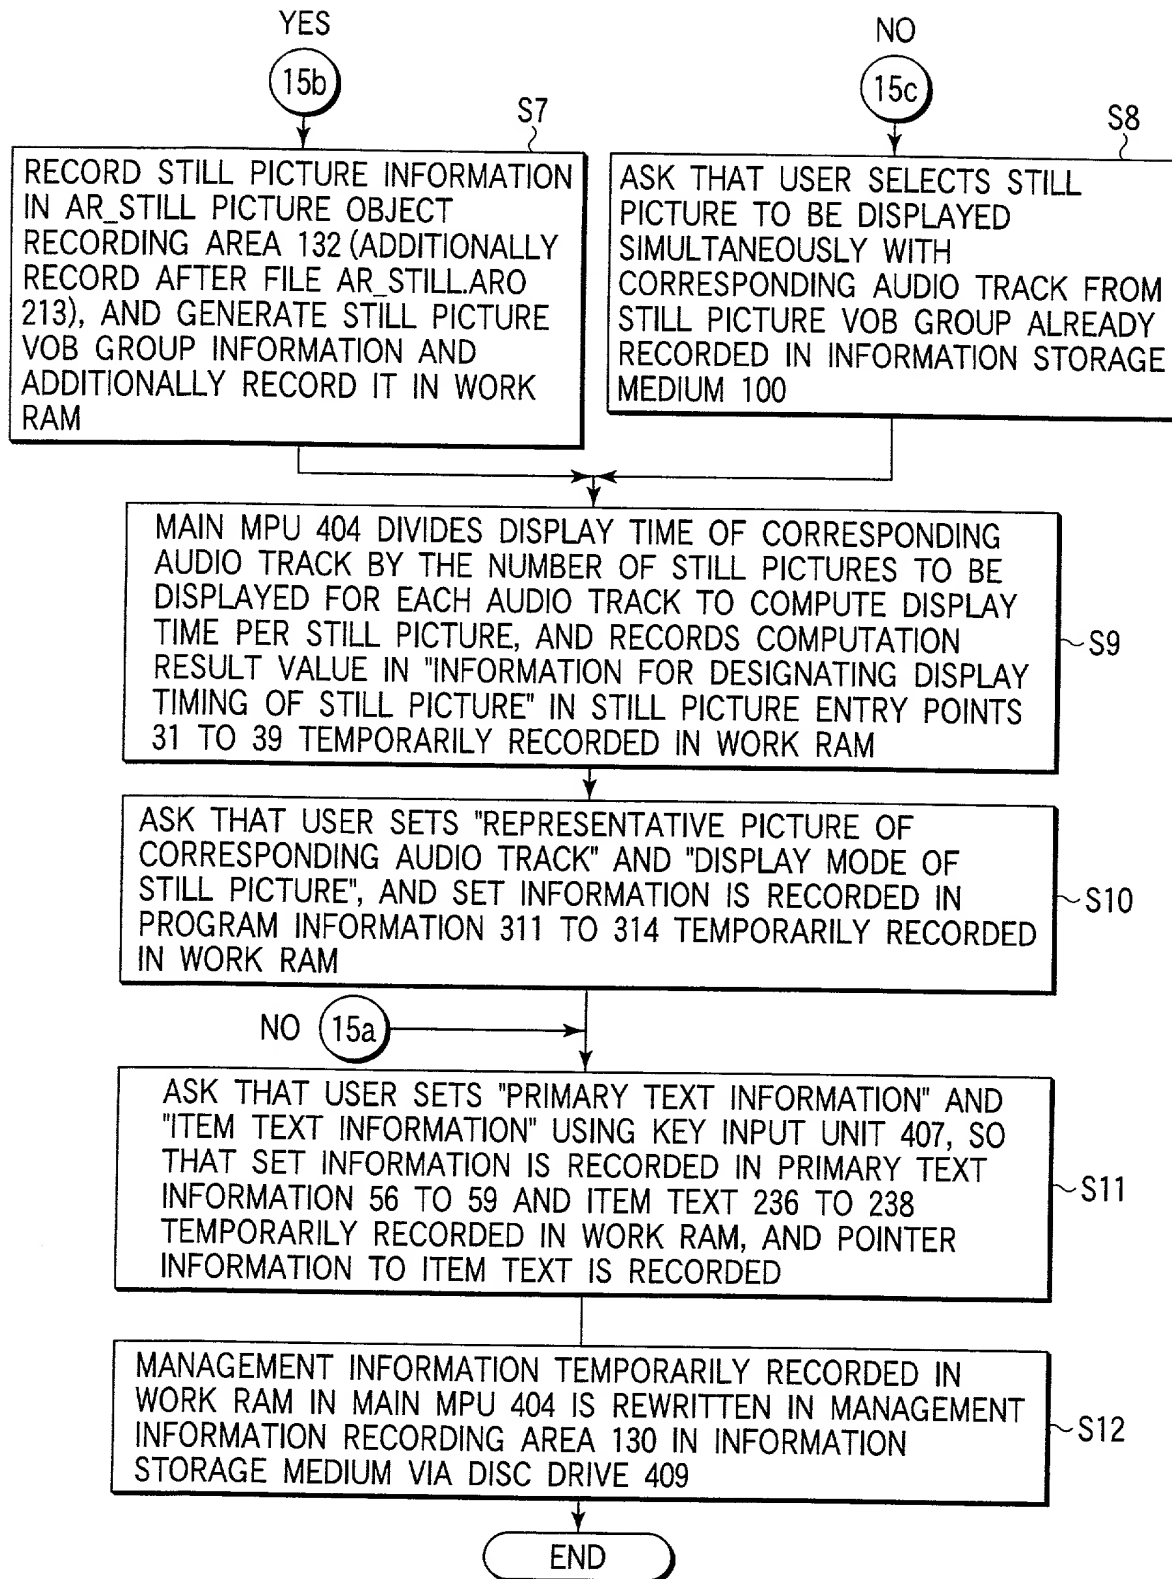 YES
15b
S7
RECORD STILL PICTURE INFORMATION
IN AR_STILL PICTURE OBJECT
RECORDING AREA 132 (ADDITIONALLY
RECORD AFTER FILE AR_STILL.ARO
213), AND GENERATE STILL PICTURE
VOB GROUP INFORMATION AND
ADDITIONALLY RECORD IT IN WORK
RAM
NO
15c
S8
ASK THAT USER SELECTS STILL
PICTURE TO BE DISPLAYED
SIMULTANEOUSLY WITH
CORRESPONDING AUDIO TRACK FROM
STILL PICTURE VOB GROUP ALREADY
RECORDED IN INFORMATION STORAGE
MEDIUM 100
MAIN MPU 404 DIVIDES DISPLAY TIME OF CORRESPONDING
AUDIO TRACK BY THE NUMBER OF STILL PICTURES TO BE
DISPLAYED FOR EACH AUDIO TRACK TO COMPUTE DISPLAY
TIME PER STILL PICTURE, AND RECORDS COMPUTATION
RESULT VALUE IN "INFORMATION FOR DESIGNATING DISPLAY
TIMING OF STILL PICTURE" IN STILL PICTURE ENTRY POINTS
31 TO 39 TEMPORARILY RECORDED IN WORK RAM
S9
ASK THAT USER SETS "REPRESENTATIVE PICTURE OF
CORRESPONDING AUDIO TRACK" AND "DISPLAY MODE OF
STILL PICTURE", AND SET INFORMATION IS RECORDED IN
PROGRAM INFORMATION 311 TO 314 TEMPORARILY RECORDED
IN WORK RAM
S10
NO 15a
ASK THAT USER SETS "PRIMARY TEXT INFORMATION" AND
"ITEM TEXT INFORMATION" USING KEY INPUT UNIT 407, SO
THAT SET INFORMATION IS RECORDED IN PRIMARY TEXT
INFORMATION 56 TO 59 AND ITEM TEXT 236 TO 238
TEMPORARILY RECORDED IN WORK RAM, AND POINTER
INFORMATION TO ITEM TEXT IS RECORDED
S11
MANAGEMENT INFORMATION TEMPORARILY RECORDED IN
WORK RAM IN MAIN MPU 404 IS REWRITTEN IN MANAGEMENT
INFORMATION RECORDING AREA 130 IN INFORMATION
STORAGE MEDIUM VIA DISC DRIVE 409
S12
END